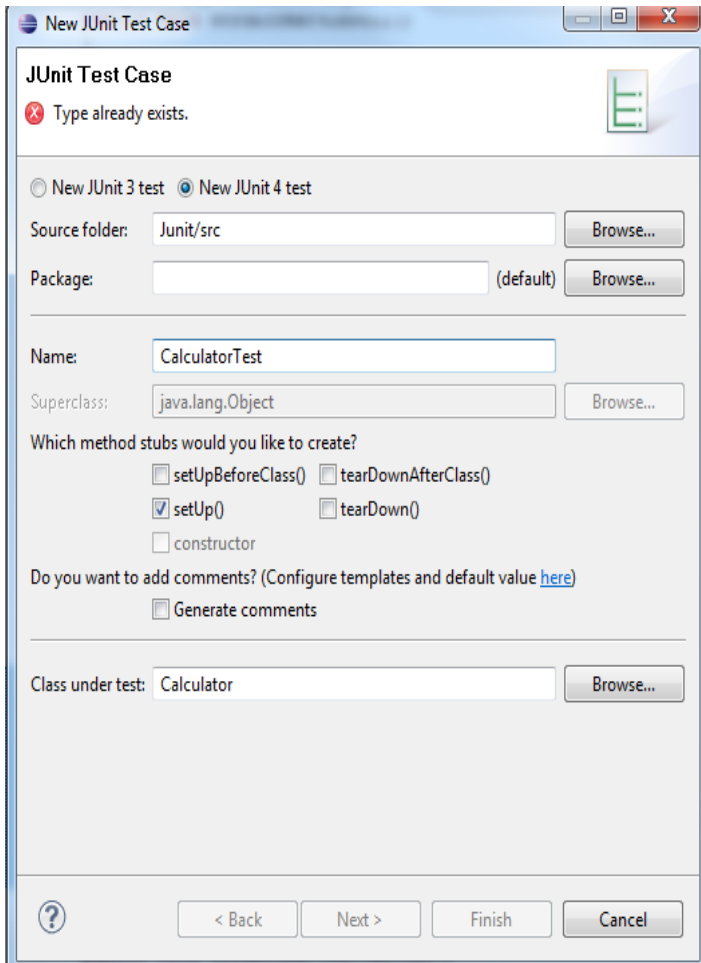 New JUnit Test Case
JUnit Test Case
Type already exists.
New JUnit 3 test New JUnit 4 test
Source folder: Junit/src Browse...
Package: (default) Browse...
Name: CalculatorTest
Superclass: java.lang.Object Browse...
Which method stubs would you like to create?
setUpBeforeClass() tearDownAfterClass()
setUp() tearDown()
constructor
Do you want to add comments? (Configure templates and default value here)
Generate comments
Class under test: Calculator Browse...
? < Back Next > Finish Cancel